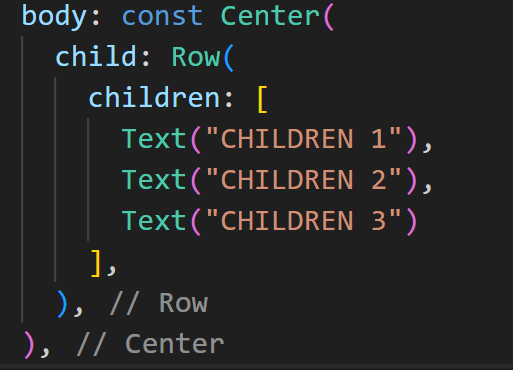 body: const Center(
child: Row(
children: [
Text("CHILDREN 1"),
Text("CHILDREN 2"),
Text("CHILDREN 3")
],
), // Row
), // Center